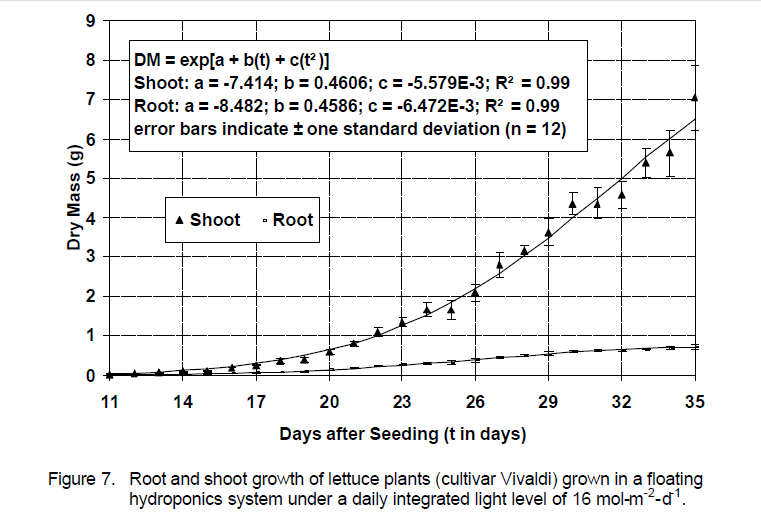 9
8
7
6
5
4
3
2
1
0
Dry Mass (g)
DM = exp[a + b(t) + c(t²)]
Shoot: a = -7.414; b = 0.4606; c = -5.579E-3; R² = 0.99
Root: a = -8.482; b = 0.4586; c = -6.472E-3; R² = 0.99
error bars indicate ± one standard deviation (n = 12)
Shoot Root
11 14 17 20 23 26 29 32 35
Days after Seeding (t in days)
Figure 7. Root and shoot growth of lettuce plants (cultivar Vivaldi) grown in a floating
hydroponics system under a daily integrated light level of 16 mol-m⁻²-d⁻¹.